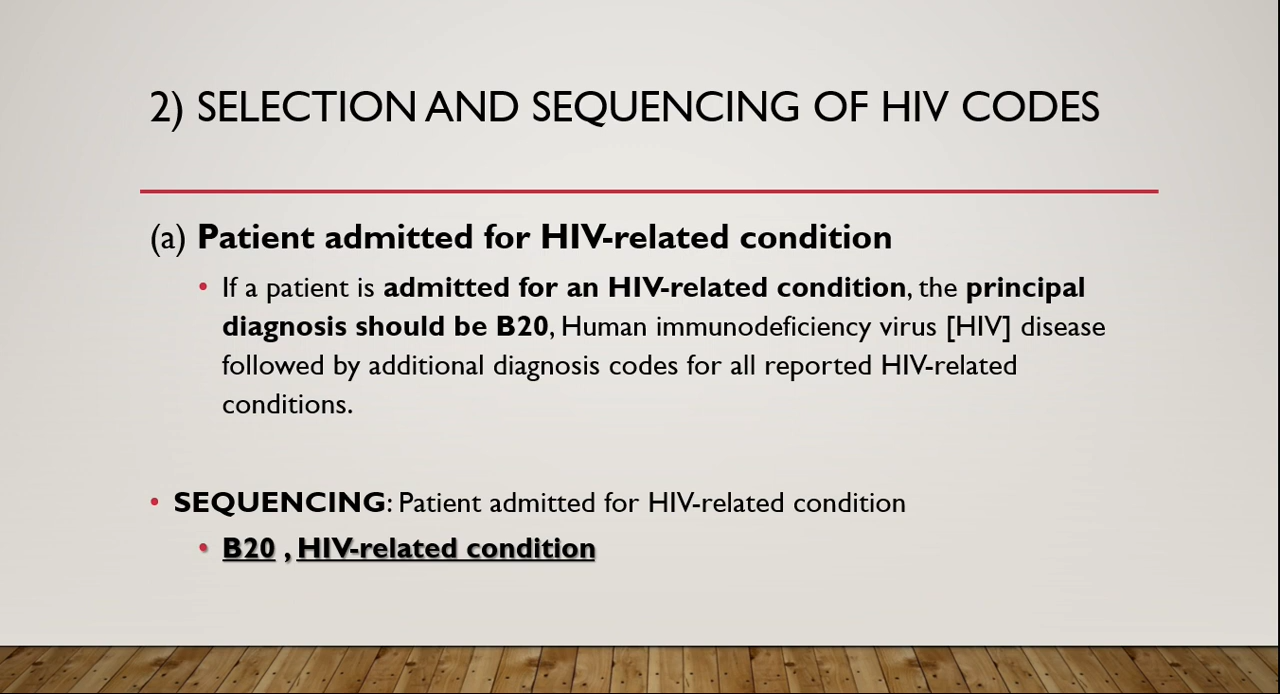 2) SELECTION AND SEQUENCING OF HIV CODES
(a) Patient admitted for HIV-related condition
• If a patient is admitted for an HIV-related condition, the principal
diagnosis should be B20, Human immunodeficiency virus [HIV] disease
followed by additional diagnosis codes for all reported HIV-related
conditions.
• SEQUENCING: Patient admitted for HIV-related condition
• B20 , HIV-related condition